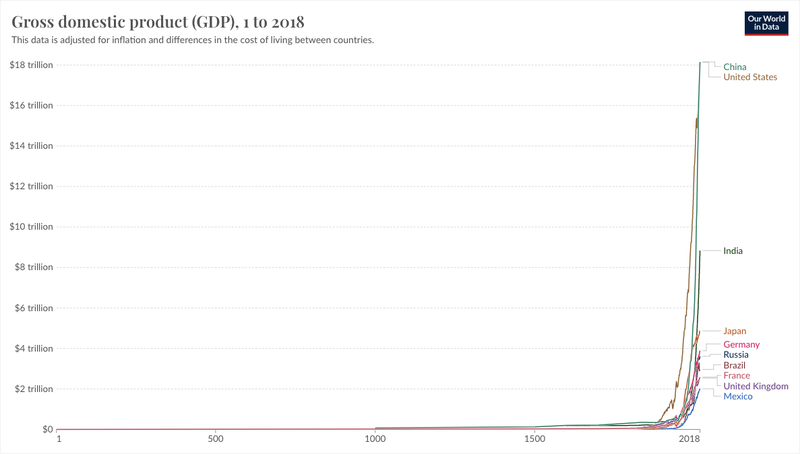 Gross domestic product (GDP), 1 to 2018
This data is adjusted for inflation and differences in the cost of living between countries.
Our World
in Data
$18 trillion
$16 trillion
$14 trillion
$12 trillion
$10 trillion
$8 trillion
$6 trillion
$4 trillion
$2 trillion
$0
1
500
1000
1500
2018
China
United States
India
Japan
Germany
Russia
Brazil
France
United Kingdom
Mexico